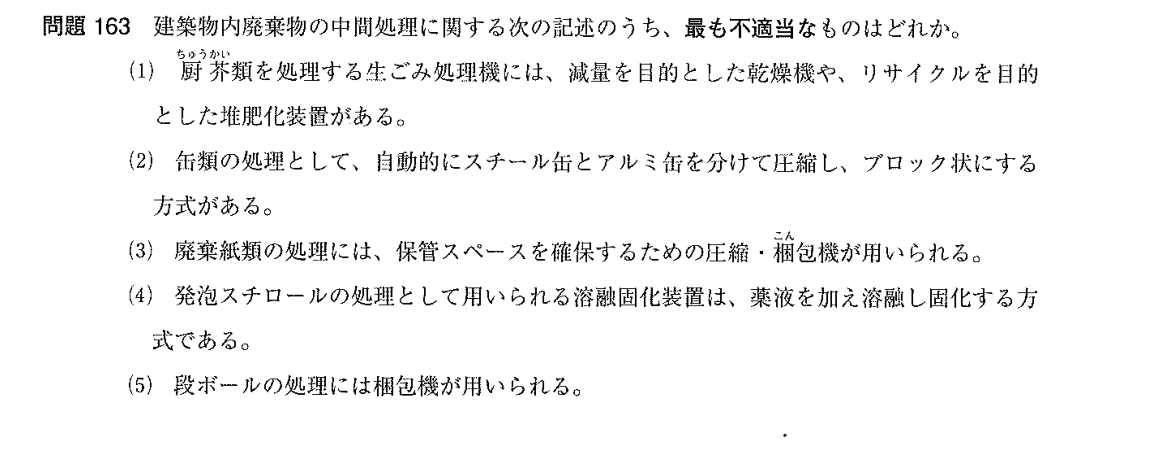 問題 163 建築物内廃棄物の中間処理に関する次の記述のうち、最も不適当なものはどれか。
ちゅうかい
(1) 厨芥類を処理する生ごみ処理機には、減量を目的とした乾燥機や、リサイクルを目的
とした堆肥化装置がある。
(2) 缶類の処理として、自動的にスチール缶とアルミ缶を分けて圧縮し、ブロック状にする
方式がある。
こん
(3) 廃棄紙類の処理には、保管スペースを確保するための圧縮・梱包機が用いられる。
(4) 発泡スチロールの処理として用いられる溶融固化装置は、薬液を加え溶融し固化する方
式である。
(5) 段ボールの処理には梱包機が用いられる。